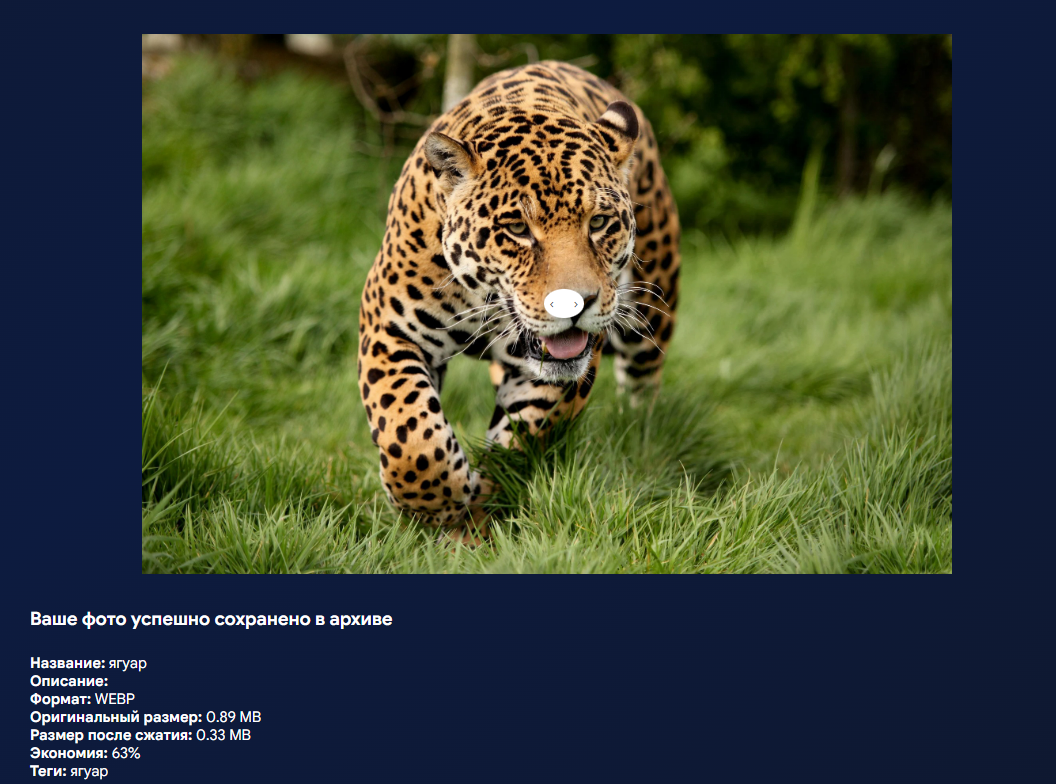 Ваше фото успешно сохранено в архиве
Название: ягуар
Описание:
Формат: WEBP
Оригинальный размер: 0.89 MB
Размер после сжатия: 0.33 MB
Экономия: 63%
Теги: ягуар